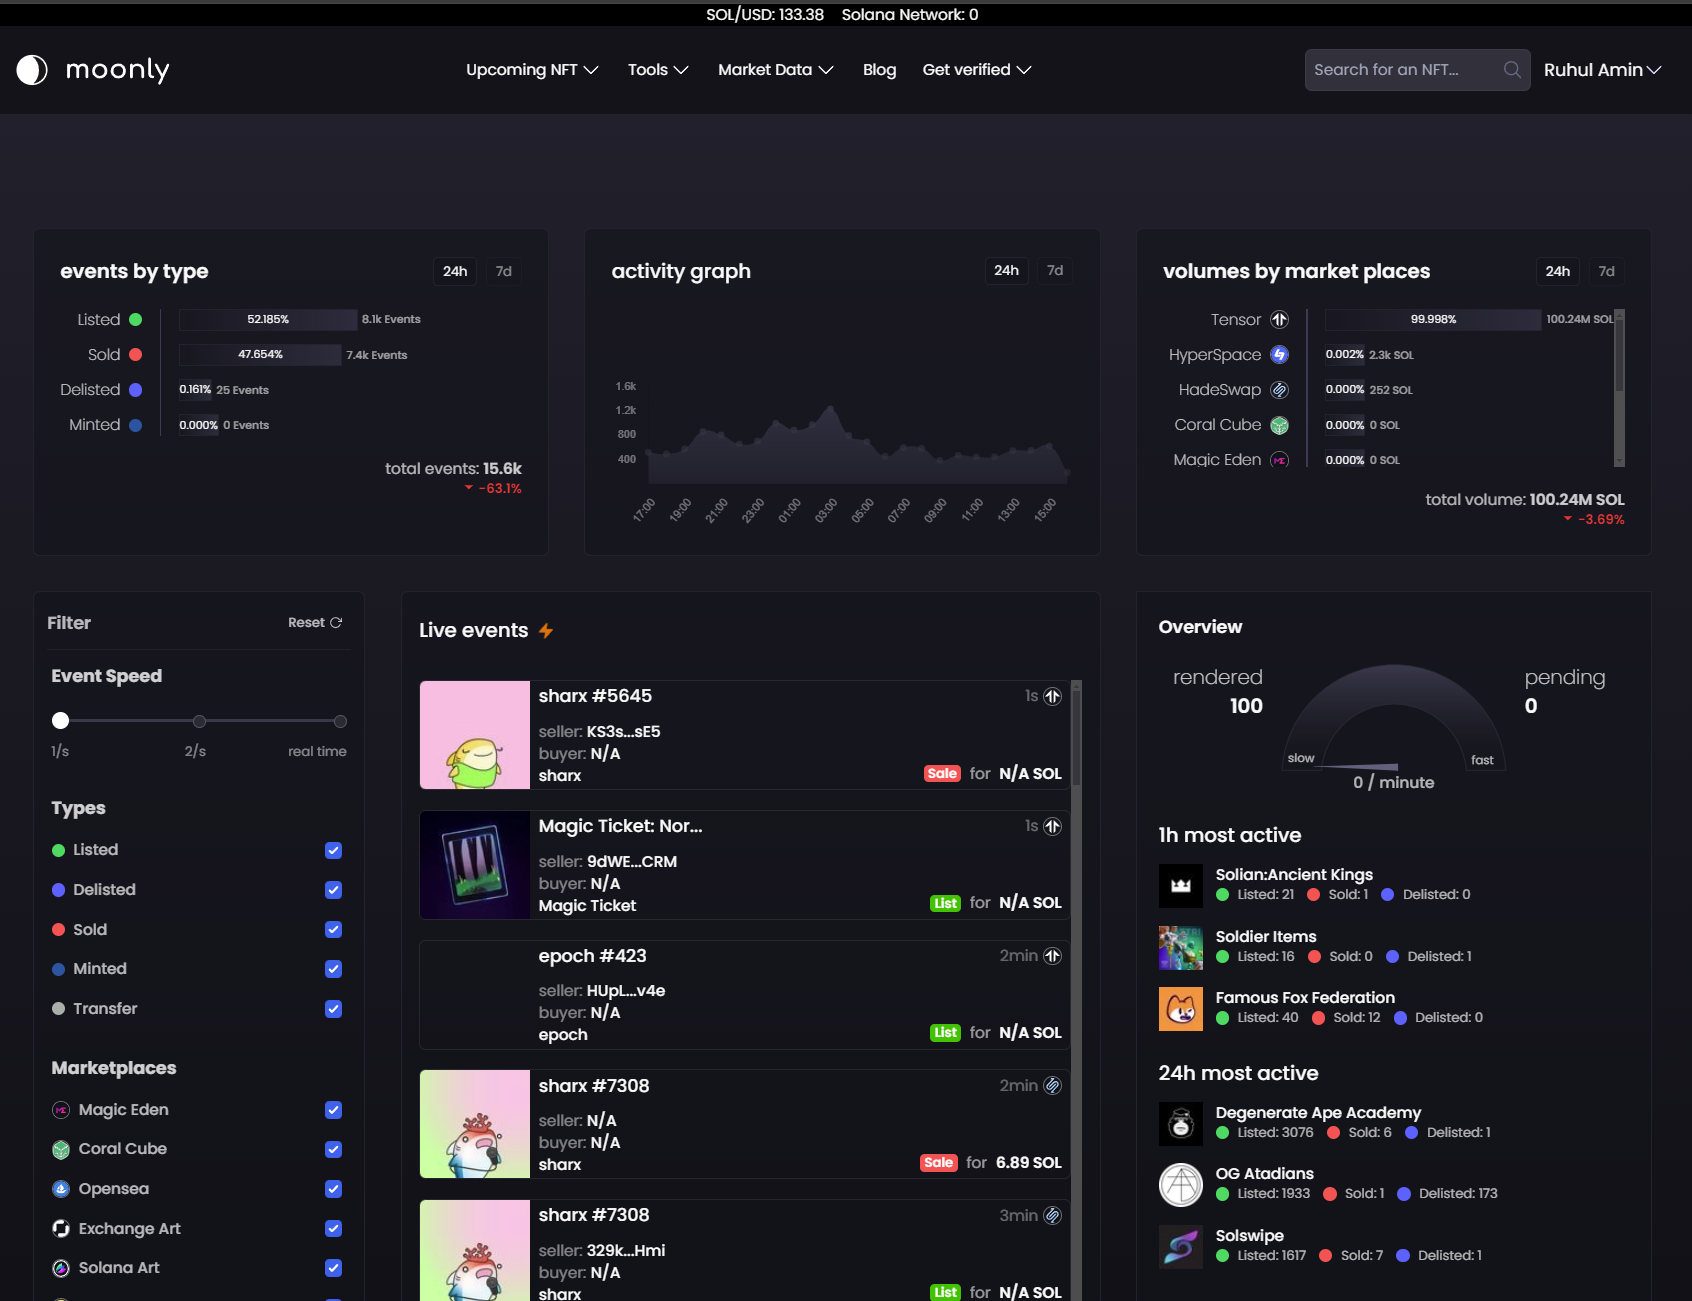 SOL/USD: 133.38 Solana Network: 0
moonly
Upcoming NFT Tools Market Data Blog Get verified
Search for an NFT...
Ruhul Amin
events by type
24h 7d
Listed 52.185% 8.1k Events
Sold 47.654% 7.4k Events
Delisted 0.161% 25 Events
Minted 0.000% 0 Events
total events: 15.6k
-63.1%
activity graph
24h 7d
1.6k
1.2k
800
400
17:00 19:00 21:00 23:00 01:00 03:00 05:00 07:00 09:00 11:00 13:00 15:00
volumes by market places
24h 7d
Tensor 99.998% 100.24M SOL
HyperSpace 0.002% 2.3k SOL
HadeSwap 0.000% 252 SOL
Coral Cube 0.000% 0 SOL
Magic Eden ME 0.000% 0 SOL
total volume: 100.24M SOL
-3.69%
Filter
Reset
Event Speed
1/s 2/s real time
Types
Listed
Delisted
Sold
Minted
Transfer
Marketplaces
ME Magic Eden
Coral Cube
Opensea
Exchange Art
Solana Art
Live events
sharx #5645
1s
seller: KS3s...sE5
buyer: N/A
sharx
Sale for N/A SOL
Magic Ticket: Nor...
1s
seller: 9dWE...CRM
buyer: N/A
Magic Ticket
List for N/A SOL
epoch #423
2min
seller: HUpL...v4e
buyer: N/A
epoch
List for N/A SOL
sharx #7308
2min
seller: N/A
buyer: N/A
sharx
Sale for 6.89 SOL
sharx #7308
3min
seller: 329k...Hmi
buyer: N/A
sharx
List for N/A SOL
Overview
rendered
100
pending
0
slow
fast
0 / minute
1h most active
Solian:Ancient Kings
Listed: 21 Sold: 1 Delisted: 0
Soldier Items
Listed: 16 Sold: 0 Delisted: 1
Famous Fox Federation
Listed: 40 Sold: 12 Delisted: 0
24h most active
Degenerate Ape Academy
Listed: 3076 Sold: 6 Delisted: 1
OG Atadians
Listed: 1933 Sold: 1 Delisted: 173
Solswipe
Listed: 1617 Sold: 7 Delisted: 1